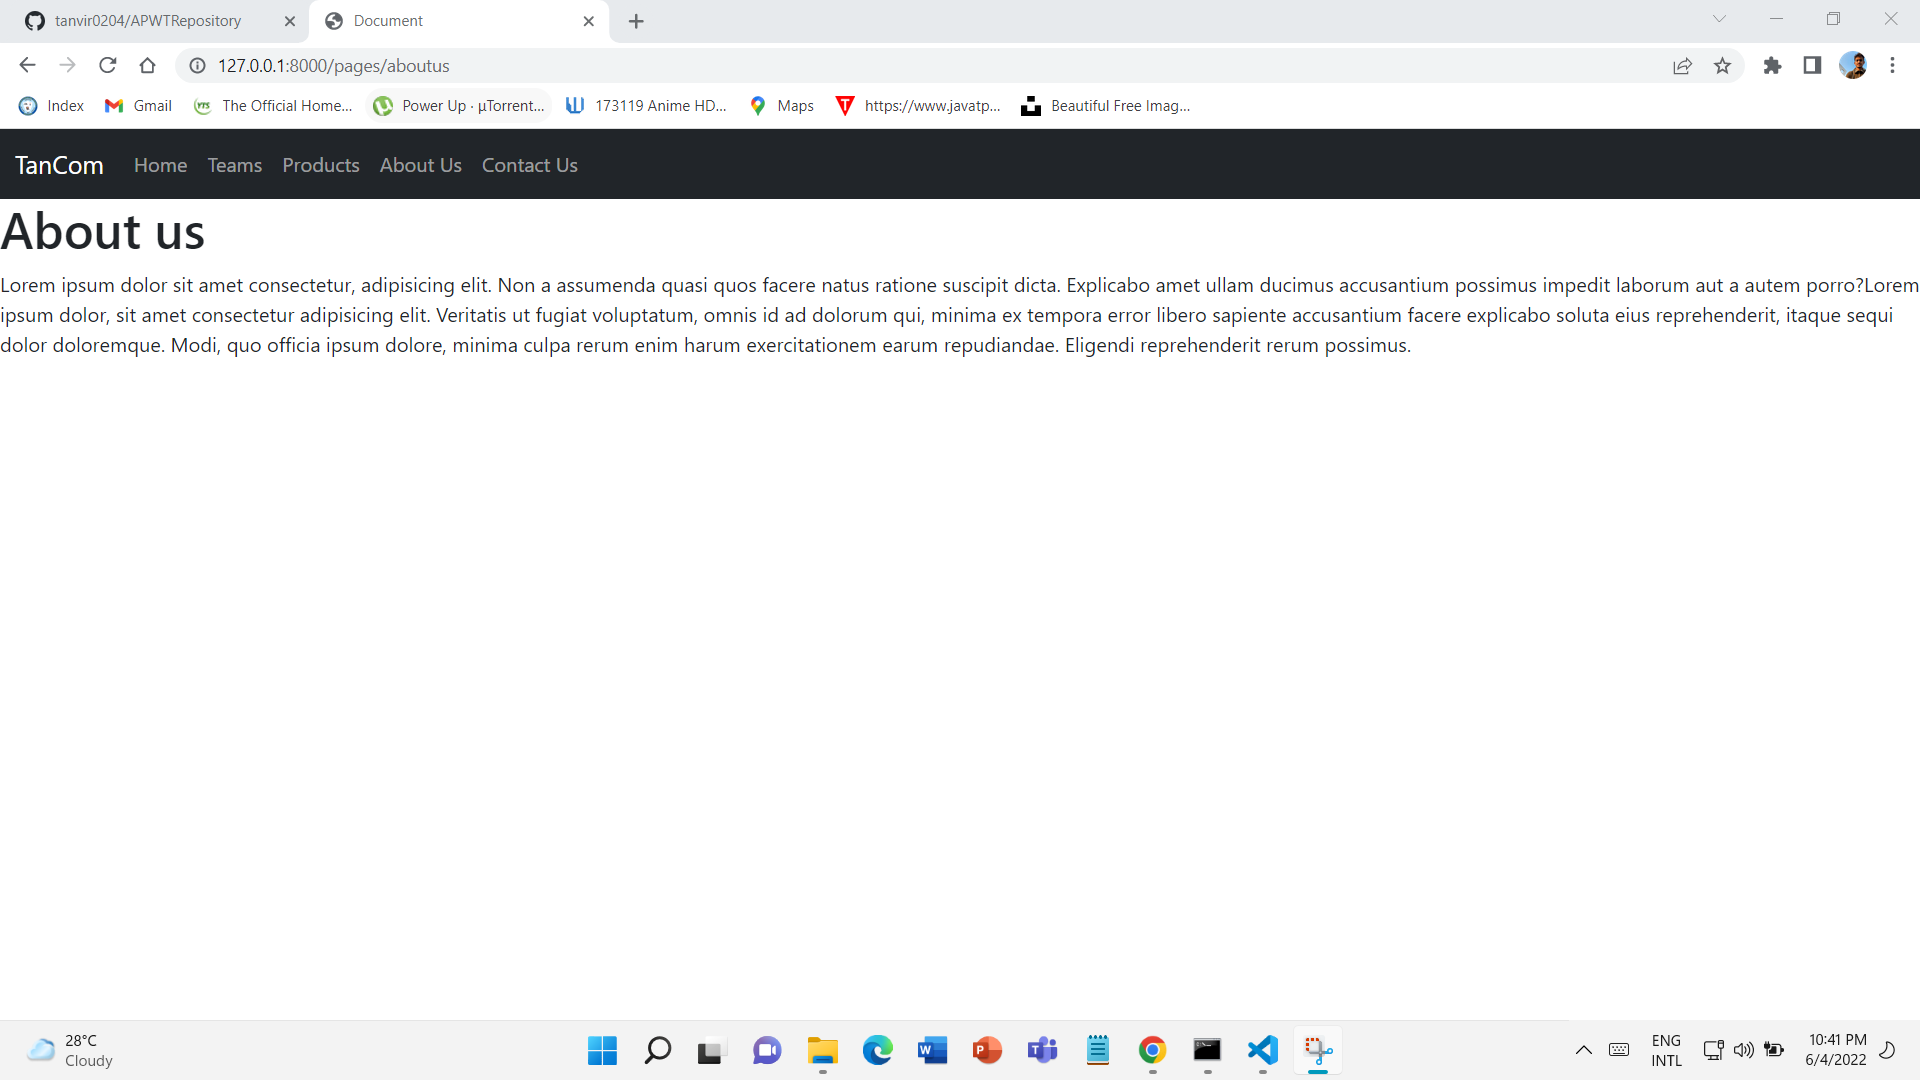 tanvir0204/APWTRepository
Document
127.0.0.1:8000/pages/aboutus
Index
Gmail
The Official Home...
Power Up · µTorrent...
173119 Anime HD...
Maps
https://www.javatp...
Beautiful Free Imag...
TanCom
Home
Teams
Products
About Us
Contact Us
About us
Lorem ipsum dolor sit amet consectetur, adipisicing elit. Non a assumenda quasi quos facere natus ratione suscipit dicta. Explicabo amet ullam ducimus accusantium possimus impedit laborum aut a autem porro?Lorem
ipsum dolor, sit amet consectetur adipisicing elit. Veritatis ut fugiat voluptatum, omnis id ad dolorum qui, minima ex tempora error libero sapiente accusantium facere explicabo soluta eius reprehenderit, itaque sequi
dolor doloremque. Modi, quo officia ipsum dolore, minima culpa rerum enim harum exercitationem earum repudiandae. Eligendi reprehenderit rerum possimus.
28°C
Cloudy
ENG
INTL
10:41 PM
6/4/2022